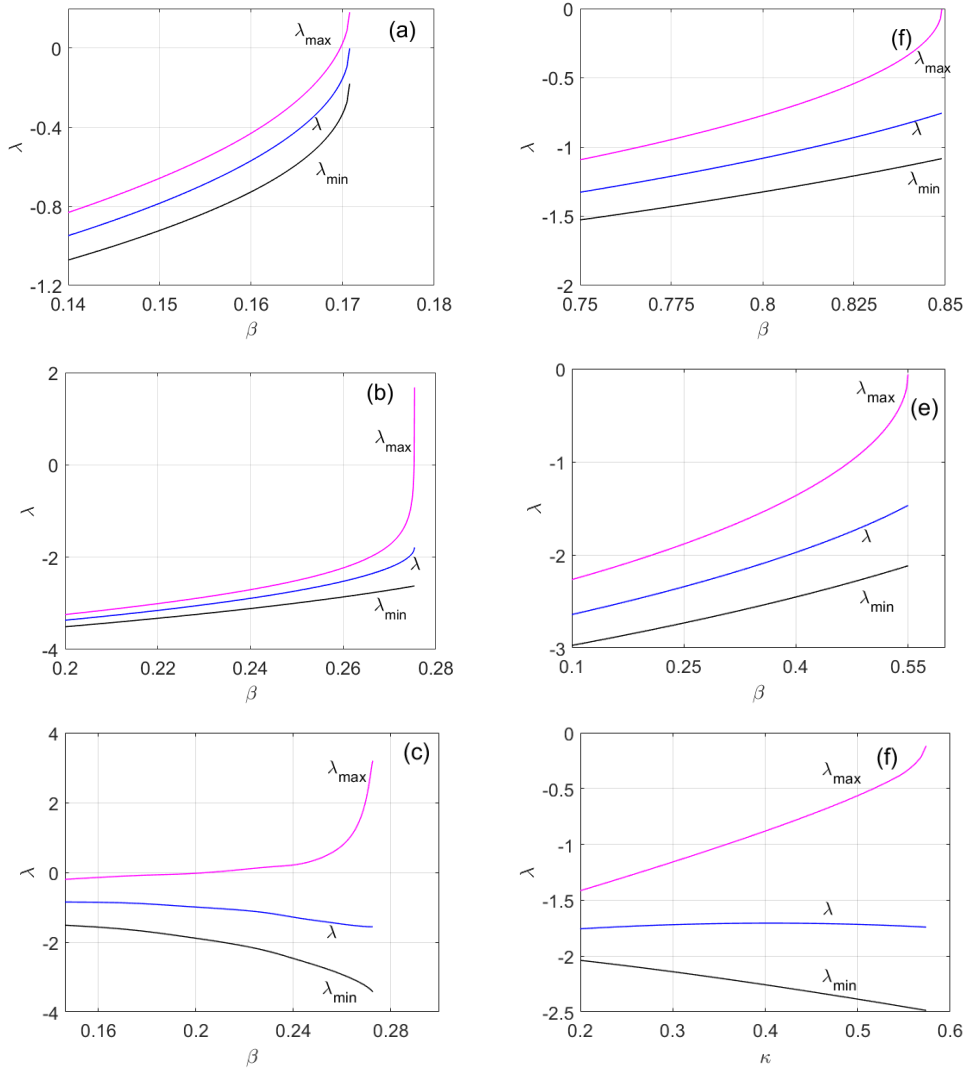 (a)
λmax
λ
λmin
0
-0.4
-0.8
-1.2
λ
0.14
0.15
0.16
0.17
0.18
β
(f)
λmax
λ
λmin
0
-0.5
-1
-1.5
-2
λ
0.75
0.775
0.8
0.825
0.85
β
(b)
λmax
λ
λmin
2
0
-2
-4
λ
0.2
0.22
0.24
0.26
0.28
β
(e)
λmax
λ
λmin
0
-1
-2
-3
λ
0.1
0.25
0.4
0.55
β
(c)
λmax
λ
λmin
4
2
0
-2
-4
λ
0.16
0.2
0.24
0.28
β
(f)
λmax
λ
λmin
0
-0.5
-1
-1.5
-2
-2.5
λ
0.2
0.3
0.4
0.5
0.6
κ